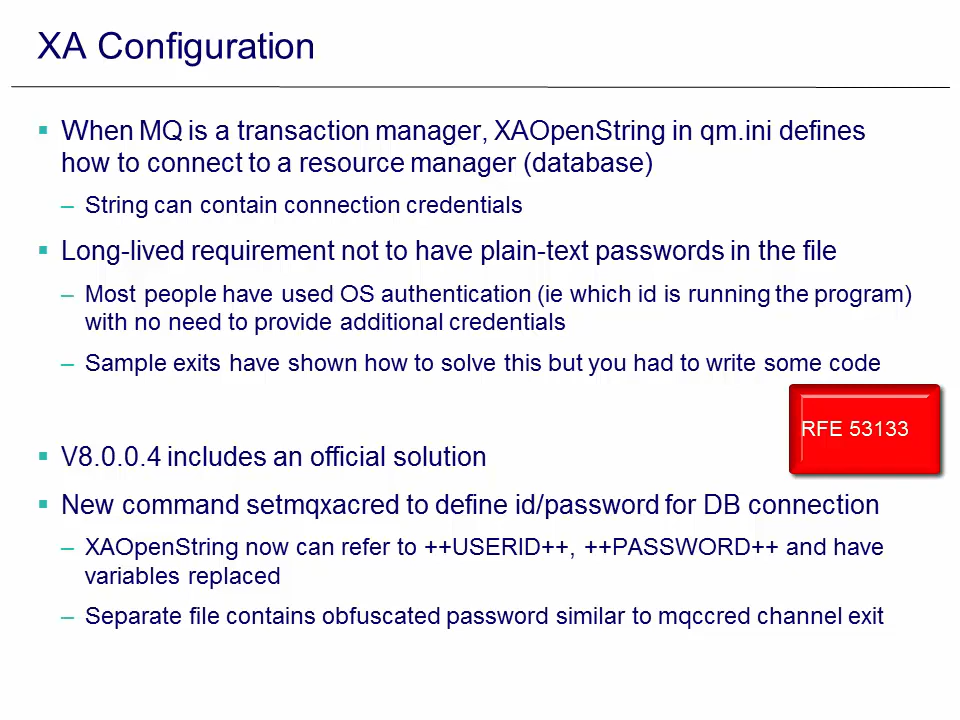 XA Configuration
When MQ is a transaction manager, XAOpenString in qm.ini defines
how to connect to a resource manager (database)
– String can contain connection credentials
Long-lived requirement not to have plain-text passwords in the file
– Most people have used OS authentication (ie which id is running the program)
with no need to provide additional credentials
– Sample exits have shown how to solve this but you had to write some code
RFE 53133
V8.0.0.4 includes an official solution
New command setmqxacred to define id/password for DB connection
– XAOpenString now can refer to ++USERID++, ++PASSWORD++ and have
variables replaced
– Separate file contains obfuscated password similar to mqccred channel exit